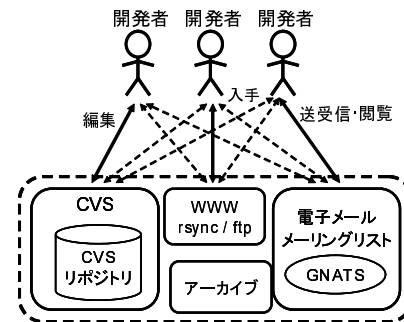 開発者 開発者 開発者
編集
入手
送受信・閲覧
CVS
CVS
リポジトリ
WWW
rsync / ftp
アーカイブ
電子メール
メーリングリスト
GNATS